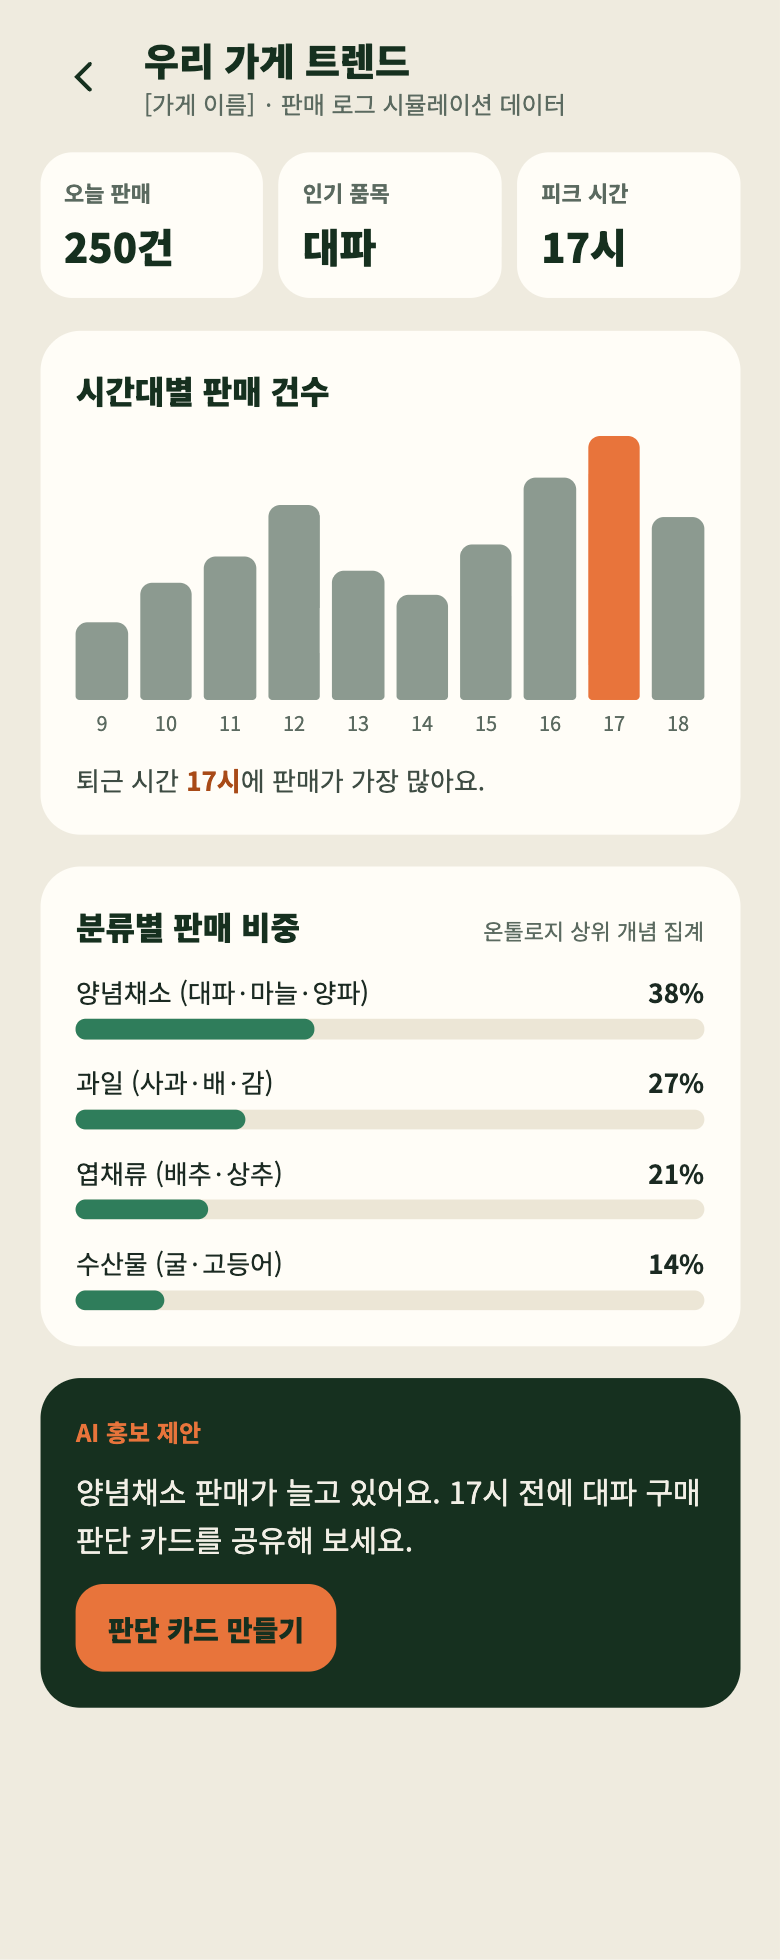 우리 가게 트렌드
[가게 이름] · 판매 로그 시뮬레이션 데이터
오늘 판매
250건
인기 품목
대파
피크 시간
17시
시간대별 판매 건수
9 10 11 12 13 14 15 16 17 18
퇴근 시간 17시에 판매가 가장 많아요.
분류별 판매 비중
온톨로지 상위 개념 집계
양념채소 (대파·마늘·양파) 38%
과일 (사과·배·감) 27%
엽채류 (배추·상추) 21%
수산물 (굴·고등어) 14%
AI 홍보 제안
양념채소 판매가 늘고 있어요. 17시 전에 대파 구매
판단 카드를 공유해 보세요.
판단 카드 만들기